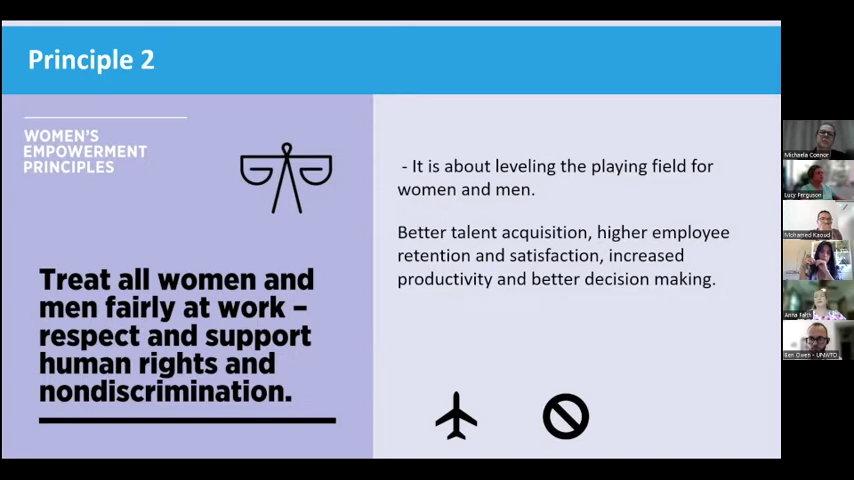 Principle 2
WOMEN'S
EMPOWERMENT
PRINCIPLES
Treat all women and
men fairly at work –
respect and support
human rights and
nondiscrimination.
- It is about leveling the playing field for
women and men.
Better talent acquisition, higher employee
retention and satisfaction, increased
productivity and better decision making.
Michaela Connor
Lucy Ferguson
Mohamed Kaoud
Anna Faith
Ben Owen - UNWTO